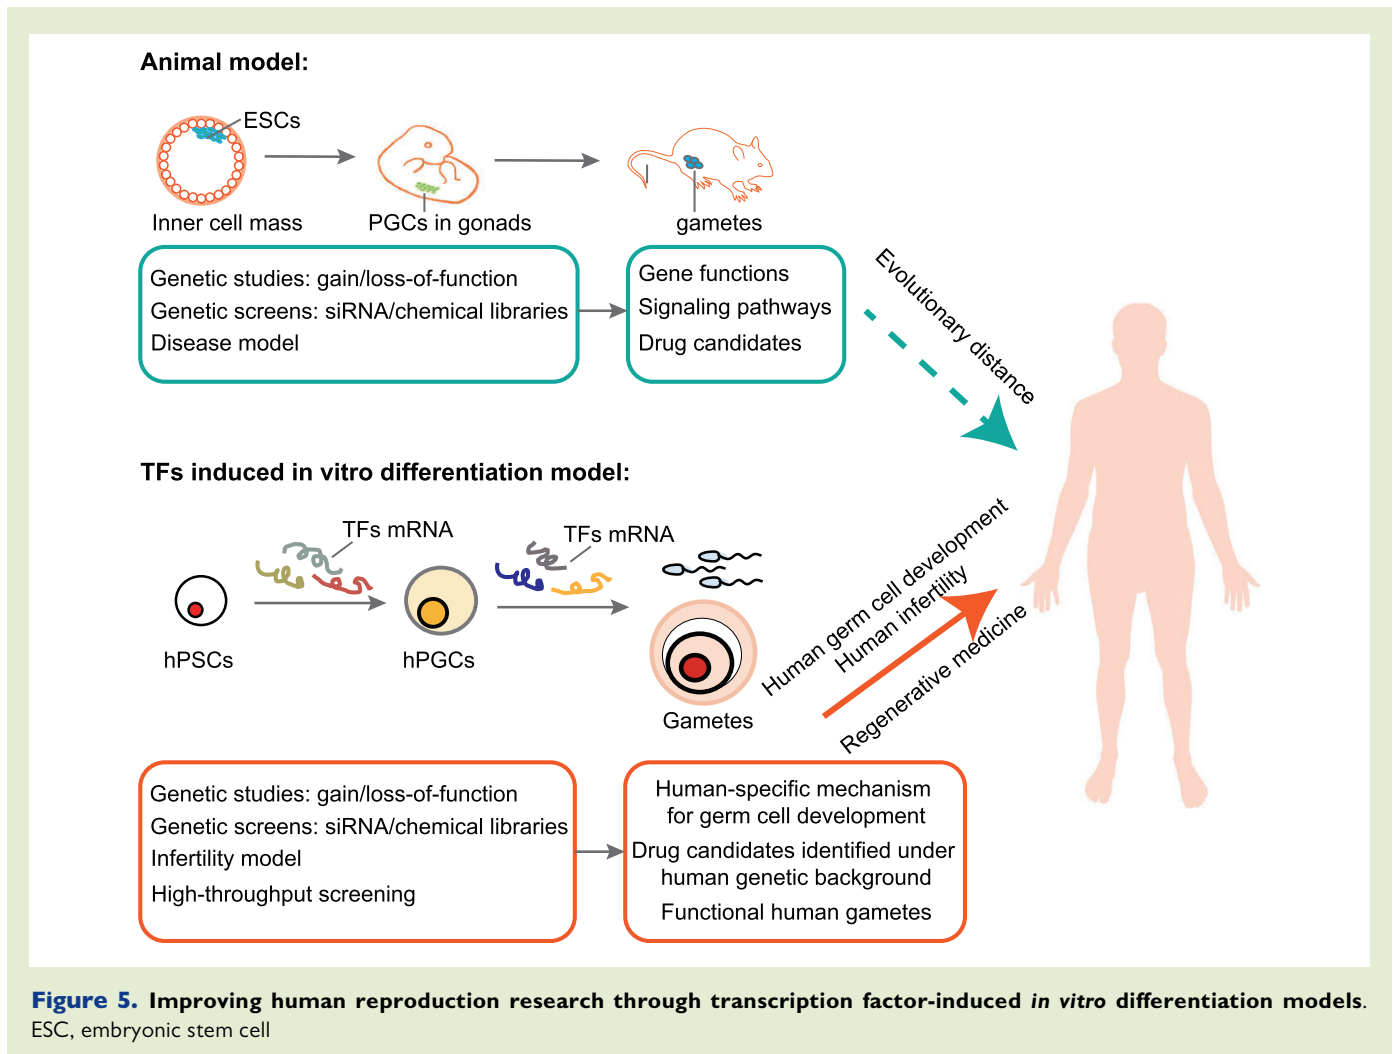 Animal model:
ESCs
Inner cell mass
PGCs in gonads
gametes
Genetic studies: gain/loss-of-function
Genetic screens: siRNA/chemical libraries
Disease model
Gene functions
Signaling pathways
Drug candidates
Evolutionary distance
TFs induced in vitro differentiation model:
TFs mRNA
TFs mRNA
hPSCs
hPGCs
Gametes
Human germ cell development
Human infertility
Regenerative medicine
Genetic studies: gain/loss-of-function
Genetic screens: siRNA/chemical libraries
Infertility model
High-throughput screening
Human-specific mechanism
for germ cell development
Drug candidates identified under
human genetic background
Functional human gametes
Figure 5. Improving human reproduction research through transcription factor-induced in vitro differentiation models.
ESC, embryonic stem cell